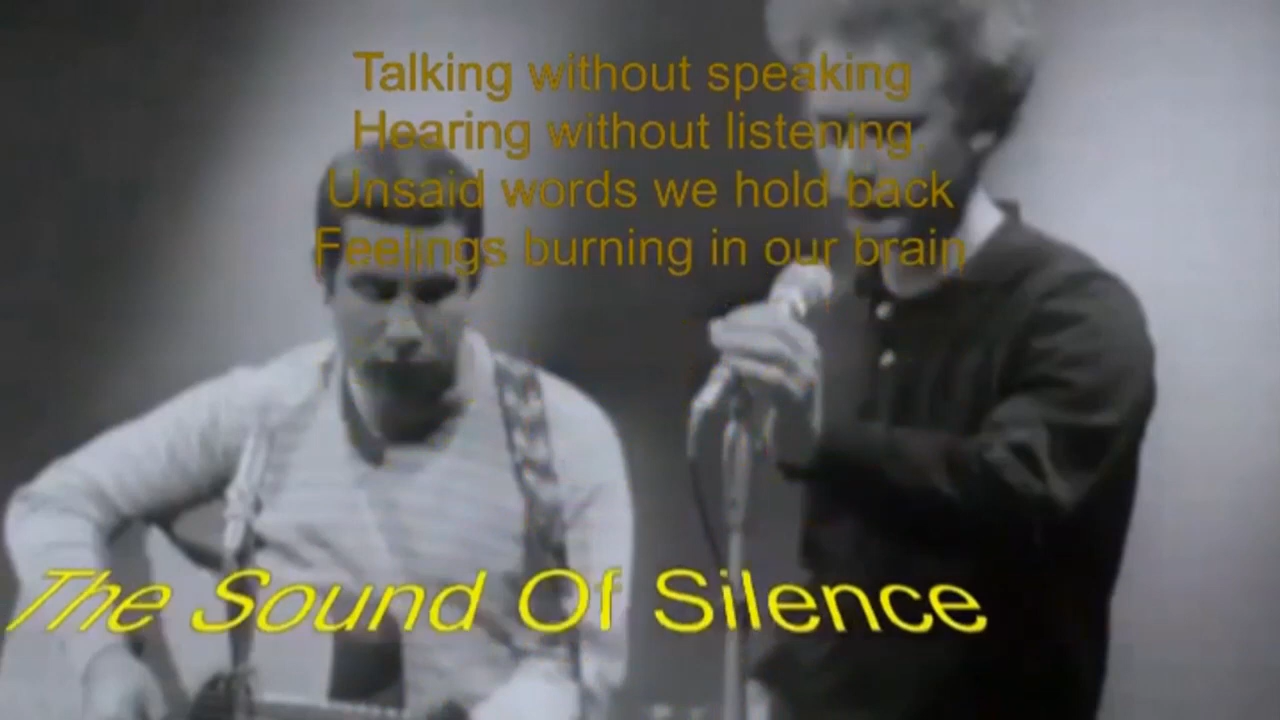 Talking without speaking
Hearing without listening,
Unsaid words we hold back
Feelings burning in our brain
The Sound Of Silence